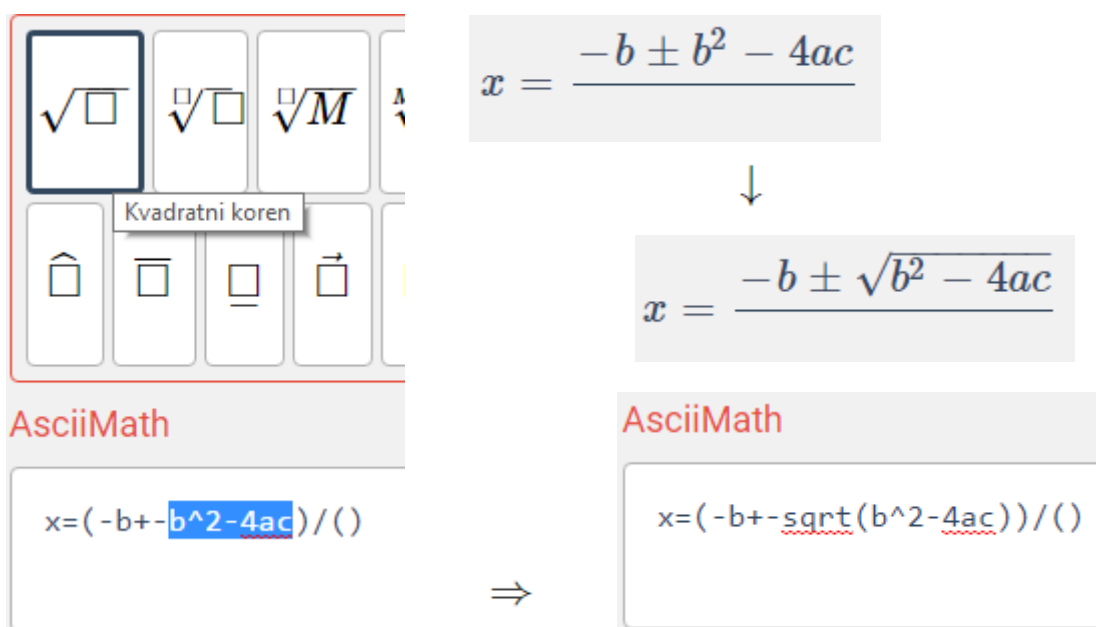 √□ ∜□ ∜M
x = (-b ± b² − 4ac)/
↓
Kvadratni koren
x = (-b ± √(b² − 4ac))/
AsciiMath
AsciiMath
x=(-b+-b^2-4ac)/()
x=(-b+-sqrt(b^2-4ac))/()
⇒